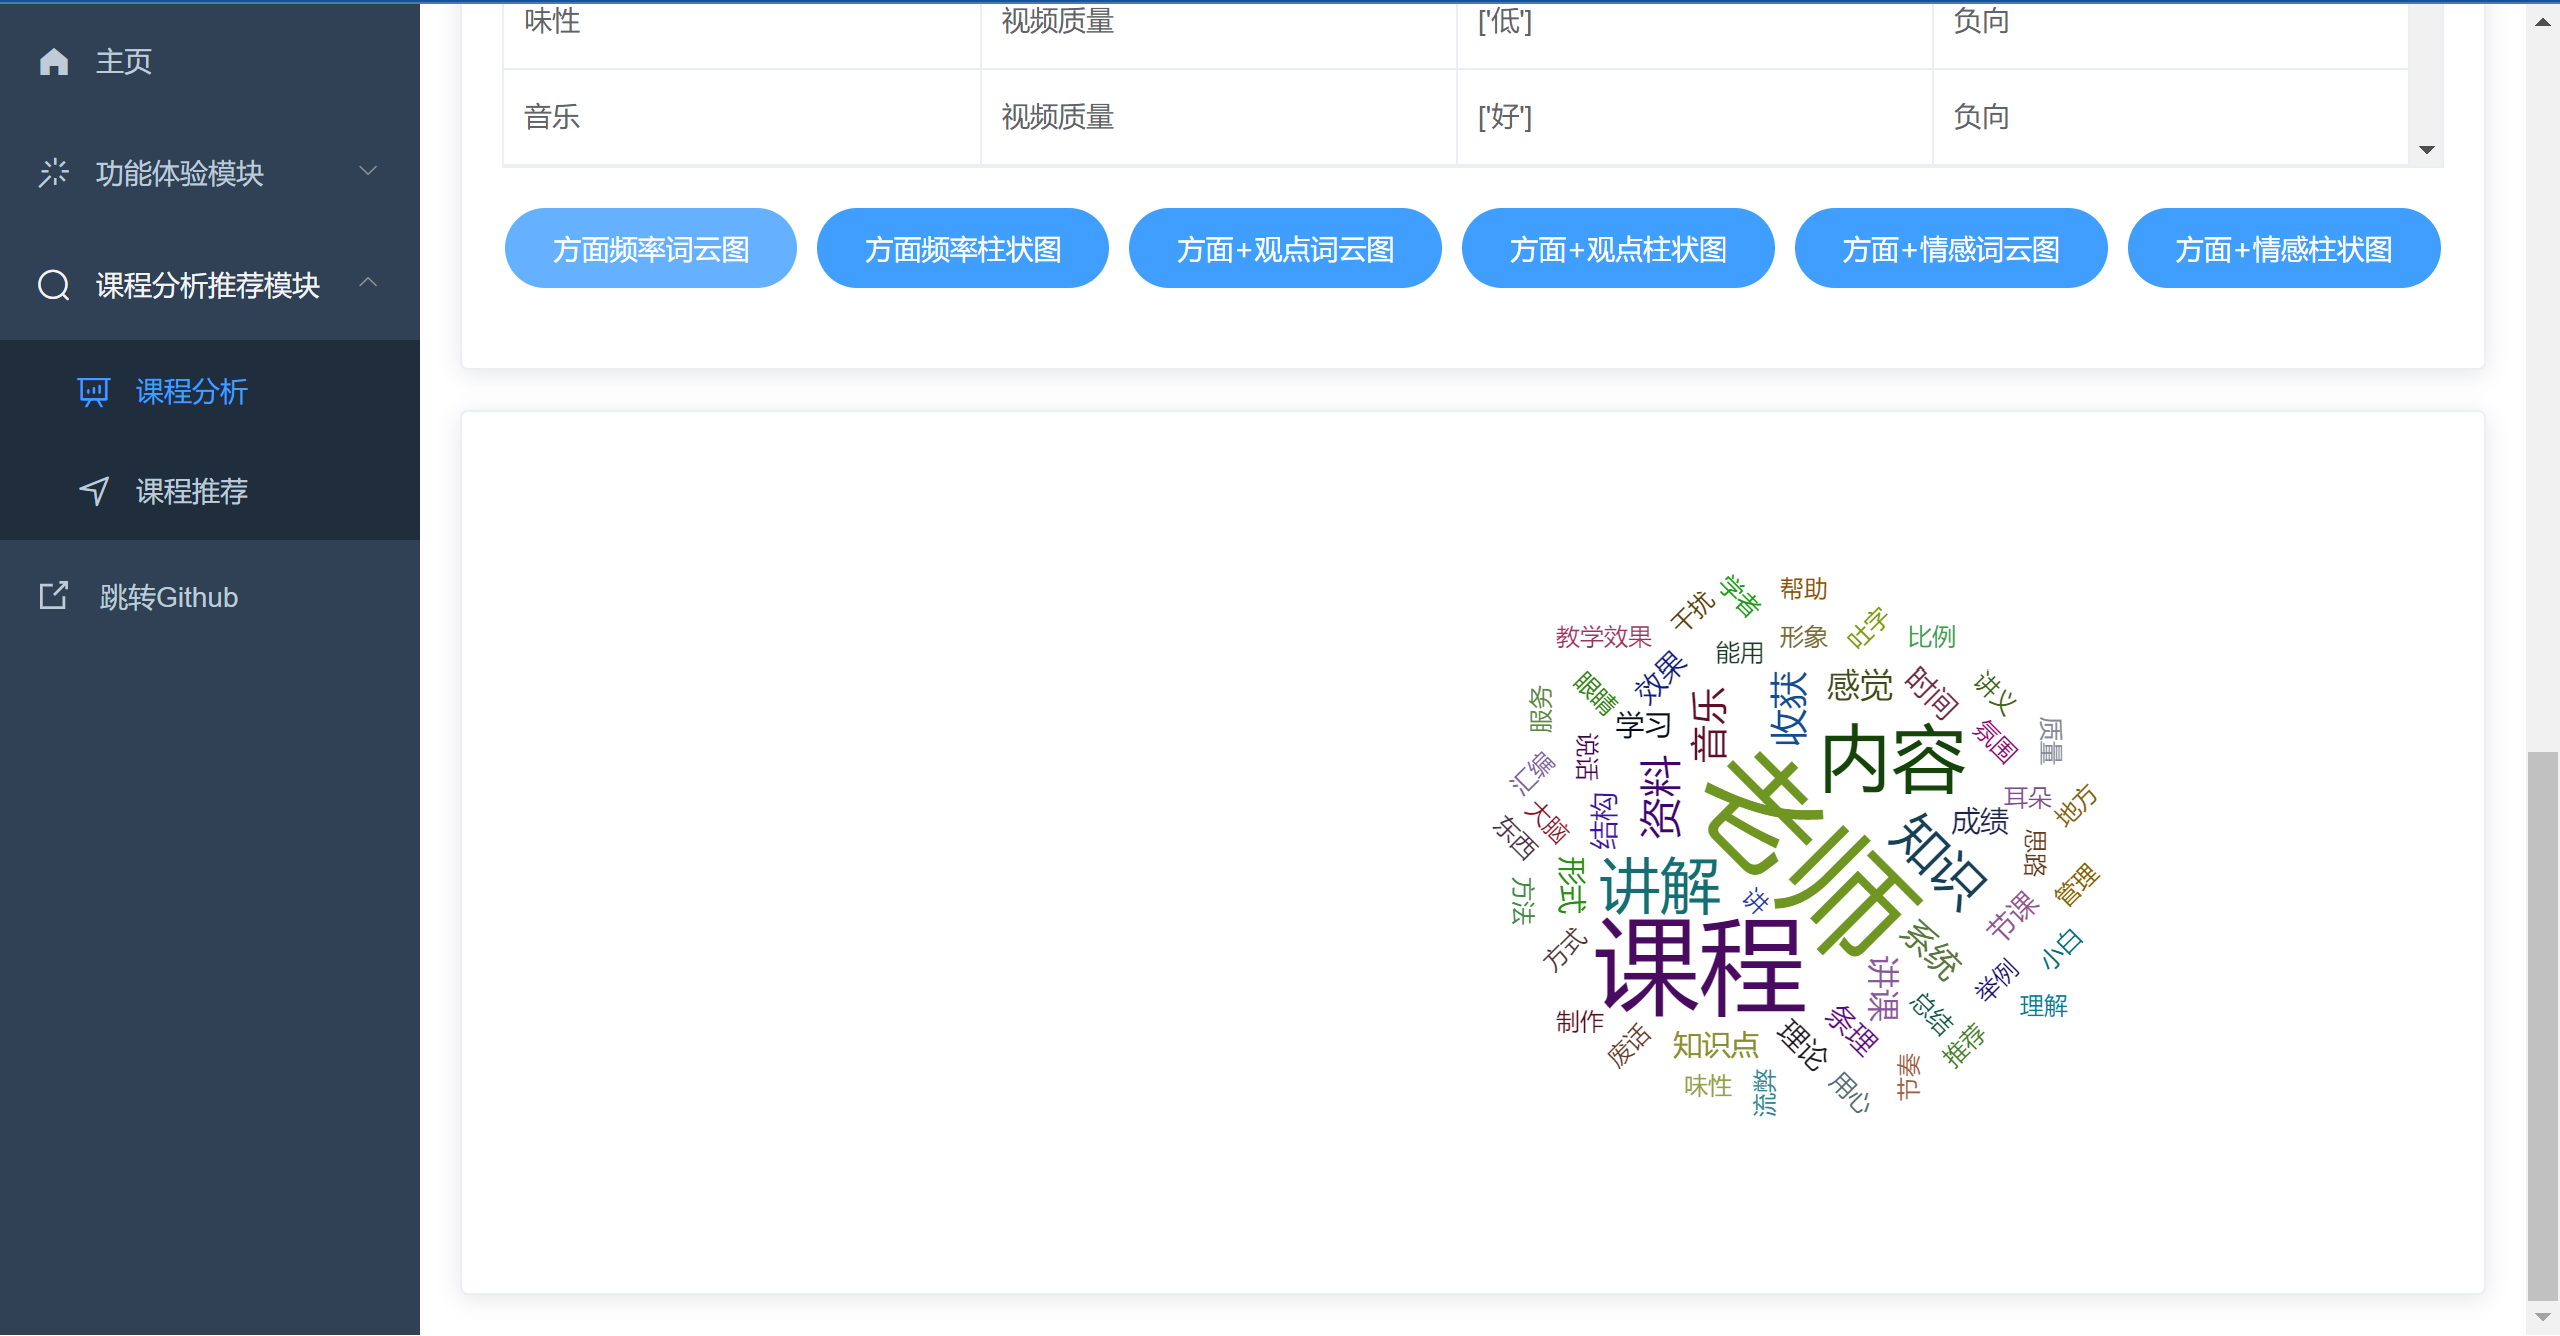 主页
功能体验模块
课程分析推荐模块
课程分析
课程推荐
跳转Github
味性 视频质量 ['低'] 负向
音乐 视频质量 ['好'] 负向
方面频率词云图 方面频率柱状图 方面+观点词云图 方面+观点柱状图 方面+情感词云图 方面+情感柱状图
学者
帮助
干扰
教学效果
能用
形象
吐字
比例
效果
眼睛
服务
学习
音乐
收获
感觉
时间
讲义
氛围
质量
内容
说话
汇编
资料
老师
耳朵
地方
成绩
大脑
东西
结构
知识
思路
管理
形式
方法
讲解
讲
节课
方式
课程
系统
小白
讲课
举例
理解
制作
总结
废话
知识点
理论
条理
推荐
味性
流弊
用心
节奏